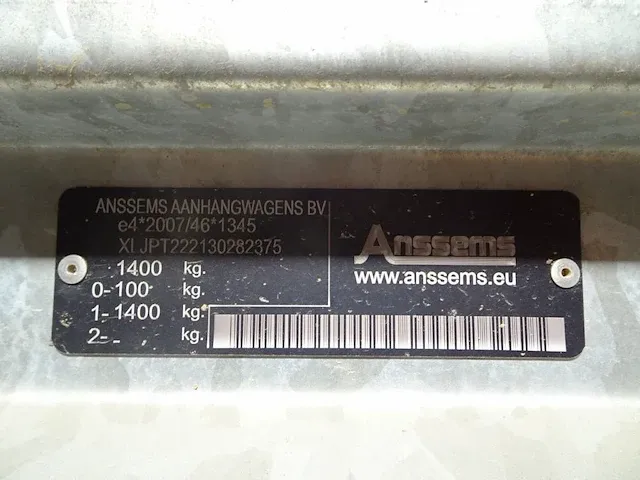 ANSSEMS AANHANGWAGENS BV
e4*2007/46*1345
XLJPT222130282375
1400 kg.
0-100 kg.
1-1400 kg.
2-- kg.
Anssems
www.anssems.eu